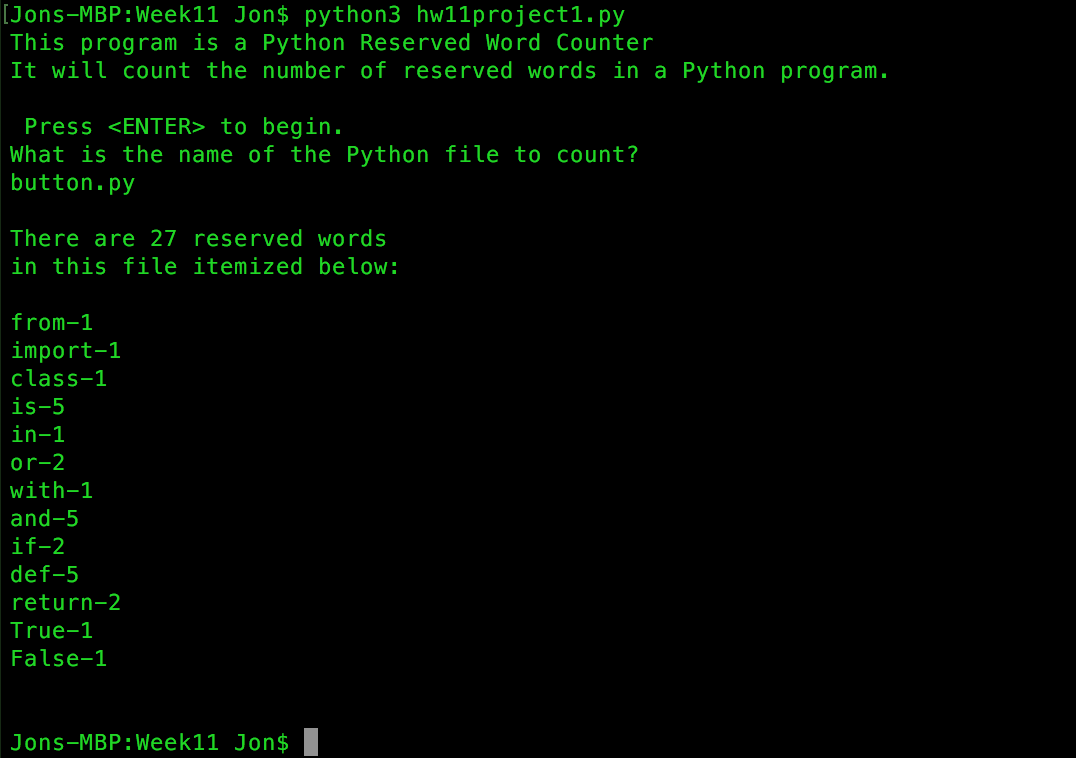 [Jons-MBP:Week11 Jon$ python3 hw11project1.py
This program is a Python Reserved Word Counter
It will count the number of reserved words in a Python program.
Press <ENTER> to begin.
What is the name of the Python file to count?
button.py
There are 27 reserved words
in this file itemized below:
from-1
import-1
class-1
is-5
in-1
or-2
with-1
and-5
if-2
def-5
return-2
True-1
False-1
Jons-MBP:Week11 Jon$